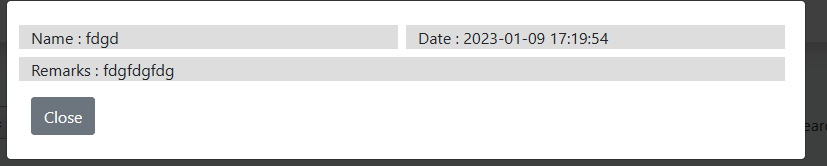 Name : fdgd
Date : 2023-01-09 17:19:54
Remarks : fdgfdgfdg
Close